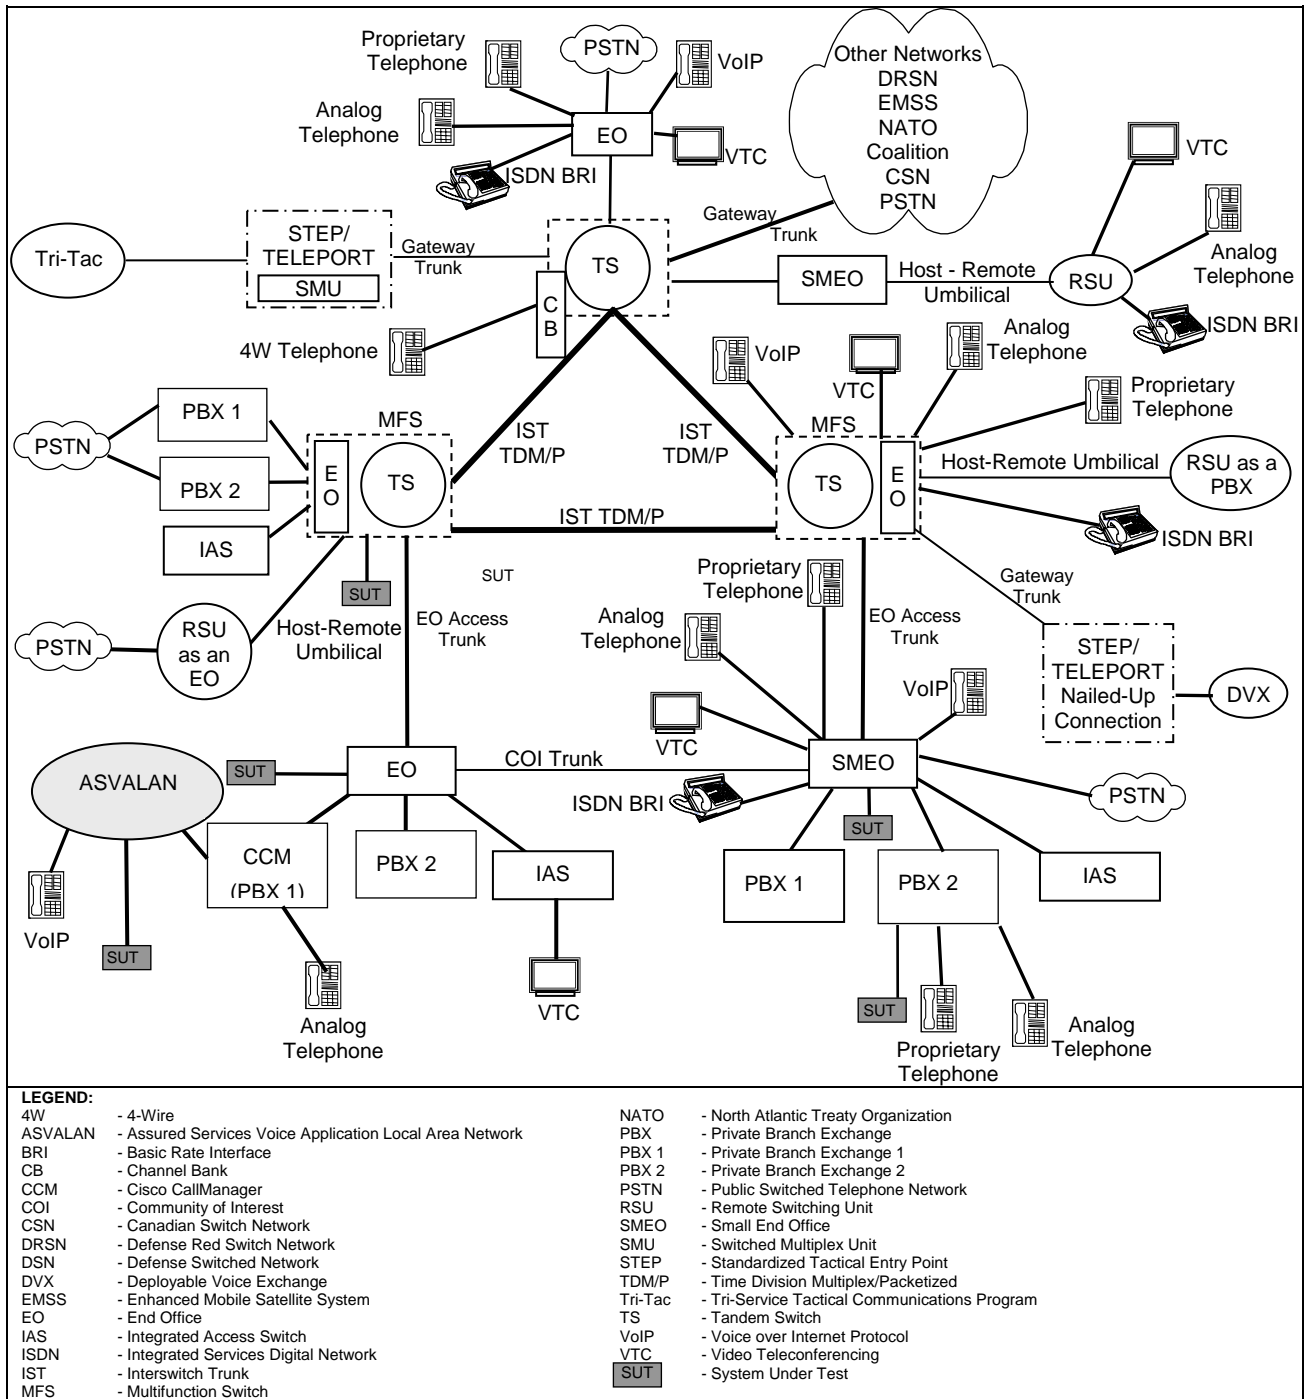 Proprietary
Telephone
PSTN
VoIP
Other Networks
DRSN
EMSS
NATO
Coalition
CSN
PSTN
Analog
Telephone
EO
VTC
ISDN BRI
VTC
Gateway
Trunk
Analog
Telephone
Tri-Tac
STEP/
TELEPORT
SMU
Gateway
Trunk
TS
C
B
SMEO
Host - Remote
Umbilical
RSU
ISDN BRI
4W Telephone
VoIP
VTC
Analog
Telephone
Proprietary
Telephone
PSTN
PBX 1
PBX 2
IAS
MFS
E
O
TS
IST
TDM/P
IST
TDM/P
IST TDM/P
MFS
TS
E
O
Host-Remote Umbilical
RSU as a
PBX
ISDN BRI
SUT
SUT
PSTN
RSU
as an
EO
Host-Remote
Umbilical
EO Access
Trunk
Proprietary
Telephone
Analog
Telephone
EO Access
Trunk
Gateway
Trunk
STEP/
TELEPORT
Nailed-Up
Connection
DVX
VoIP
VTC
ASVALAN
SUT
EO
COI Trunk
SMEO
ISDN BRI
PSTN
SUT
CCM
(PBX 1)
PBX 2
IAS
PBX 1
PBX 2
IAS
VoIP
SUT
Analog
Telephone
VTC
SUT
Proprietary
Telephone
Analog
Telephone
LEGEND:
4W - 4-Wire
ASVALAN - Assured Services Voice Application Local Area Network
BRI - Basic Rate Interface
CB - Channel Bank
CCM - Cisco CallManager
COI - Community of Interest
CSN - Canadian Switch Network
DRSN - Defense Red Switch Network
DSN - Defense Switched Network
DVX - Deployable Voice Exchange
EMSS - Enhanced Mobile Satellite System
EO - End Office
IAS - Integrated Access Switch
ISDN - Integrated Services Digital Network
IST - Interswitch Trunk
MFS - Multifunction Switch
NATO - North Atlantic Treaty Organization
PBX - Private Branch Exchange
PBX 1 - Private Branch Exchange 1
PBX 2 - Private Branch Exchange 2
PSTN - Public Switched Telephone Network
RSU - Remote Switching Unit
SMEO - Small End Office
SMU - Switched Multiplex Unit
STEP - Standardized Tactical Entry Point
TDM/P - Time Division Multiplex/Packetized
Tri-Tac - Tri-Service Tactical Communications Program
TS - Tandem Switch
VoIP - Voice over Internet Protocol
VTC - Video Teleconferencing
SUT - System Under Test